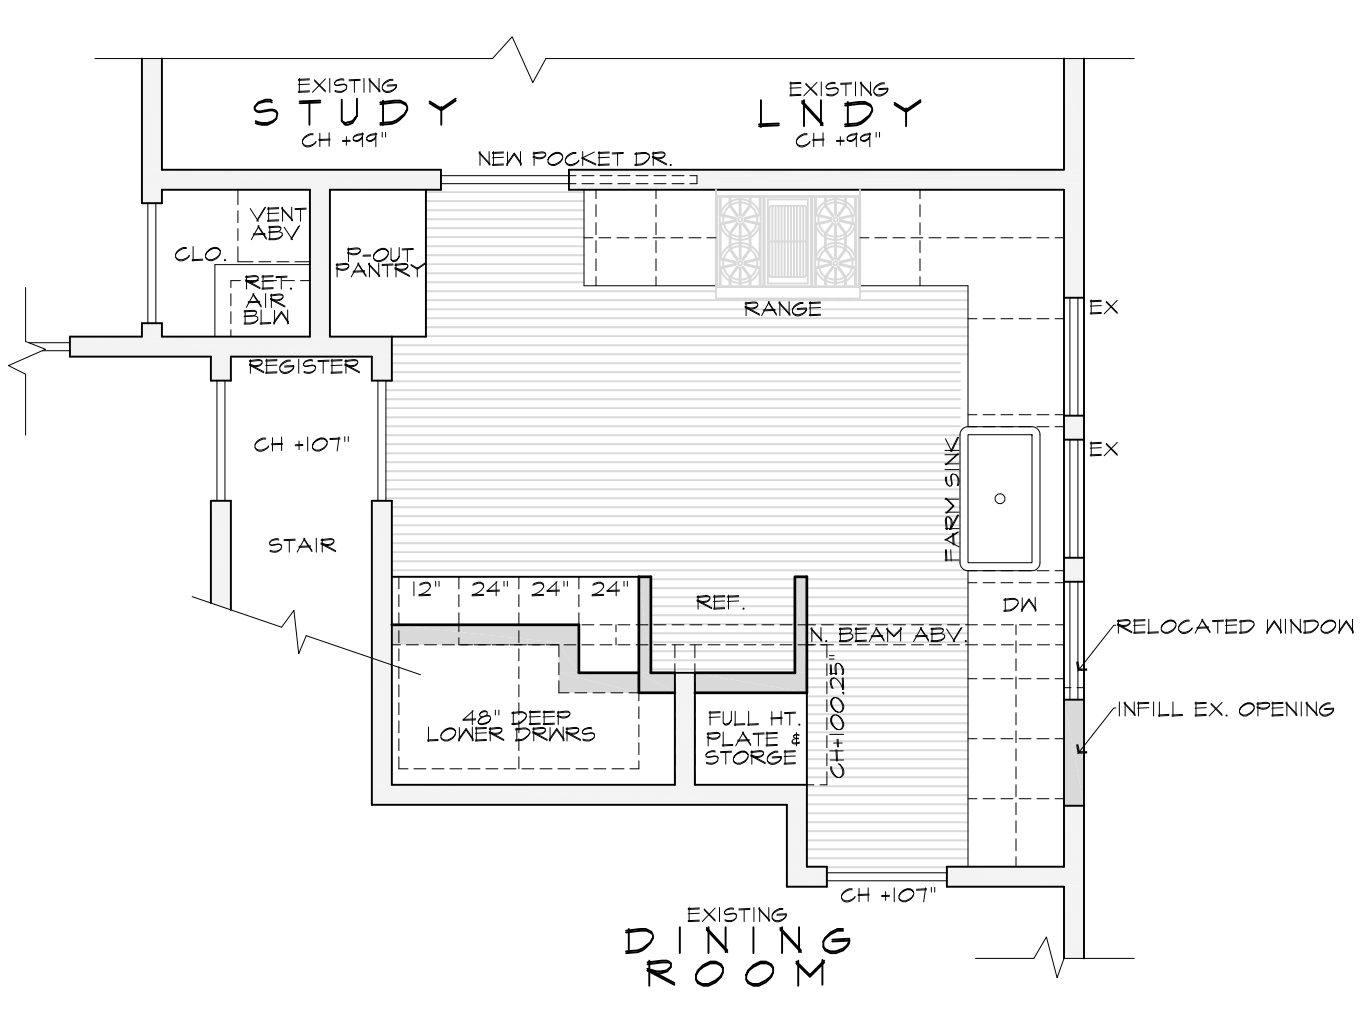 EXISTING
STUDY
CH +99"
EXISTING
LNDY
CH +99"
NEW POCKET DR.
VENT
ABV
CLO.
RET.
AIR
BLW
P-OUT
PANTRY
RANGE
EX
REGISTER
CH +107"
EX
FARM SINK
STAIR
12" 24" 24" 24"
REF.
DW
N. BEAM ABV.
RELOCATED WINDOW
CH+100.25"
48" DEEP
LOWER DRWRS
FULL HT.
PLATE &
STORGE
INFILL EX. OPENING
CH +107"
EXISTING
DINING
ROOM